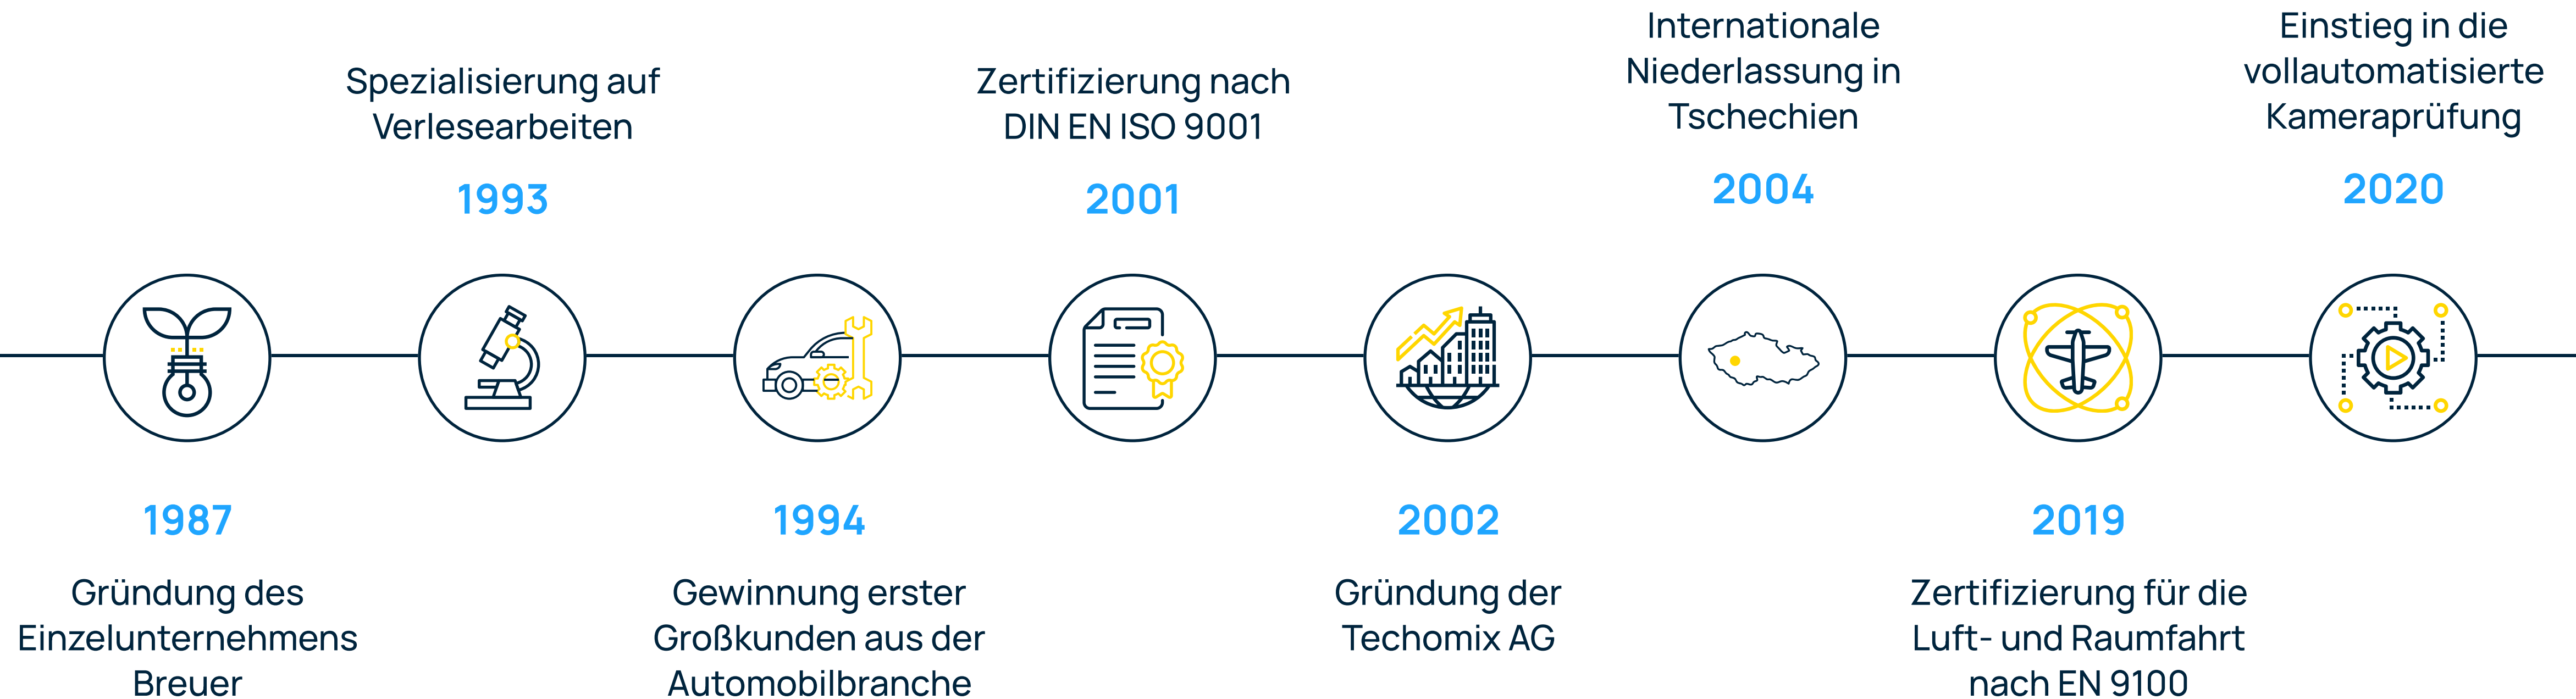 1987
Gründung des
Einzelunternehmens
Breuer
Spezialisierung auf
Verlesearbeiten
1993
1994
Gewinnung erster
Großkunden aus der
Automobilbranche
Zertifizierung nach
DIN EN ISO 9001
2001
2002
Gründung der
Techomix AG
Internationale
Niederlassung in
Tschechien
2004
2019
Zertifizierung für die
Luft- und Raumfahrt
nach EN 9100
Einstieg in die
vollautomatisierte
Kameraprüfung
2020